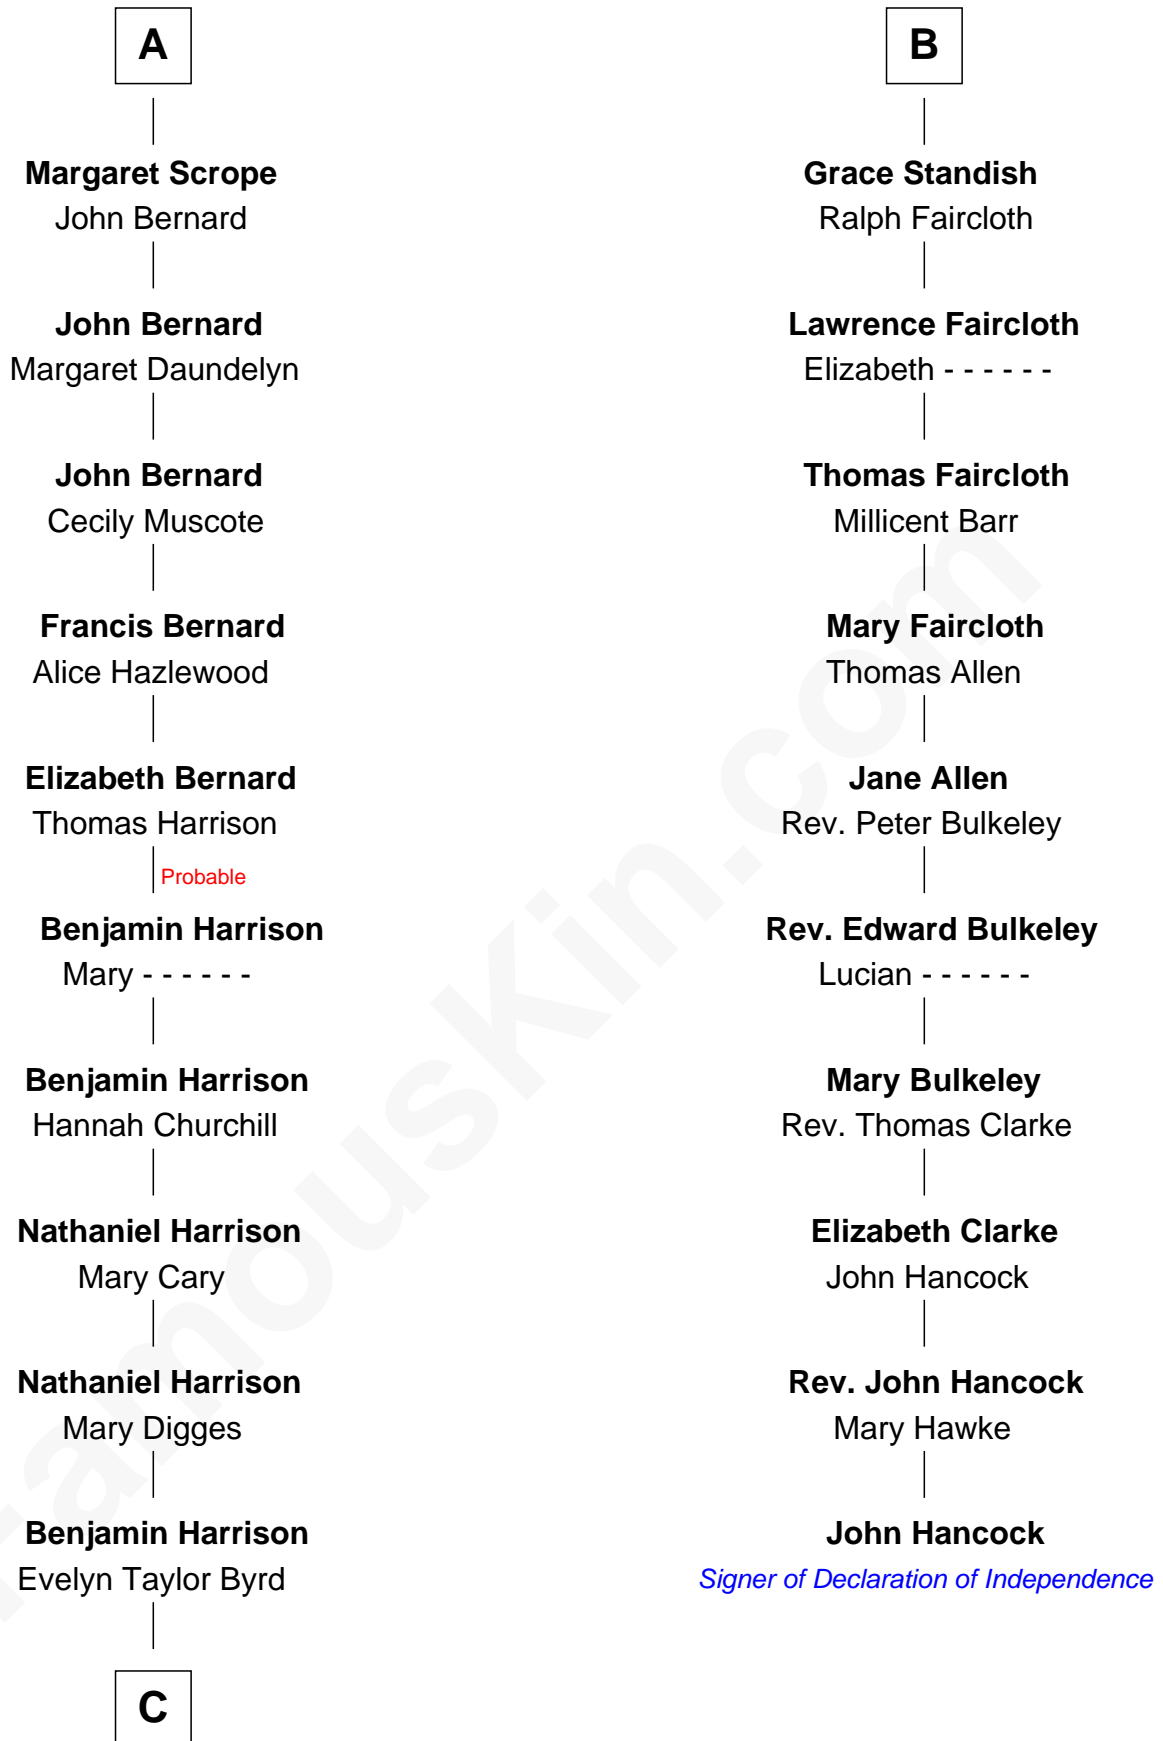 A
Margaret Scrope
John Bernard
John Bernard
Margaret Daundelyn
John Bernard
Cecily Muscote
Francis Bernard
Alice Hazlewood
Elizabeth Bernard
Thomas Harrison
Probable
Benjamin Harrison
Mary - - - - - -
Benjamin Harrison
Hannah Churchill
Nathaniel Harrison
Mary Cary
Nathaniel Harrison
Mary Digges
Benjamin Harrison
Evelyn Taylor Byrd
C
B
Grace Standish
Ralph Faircloth
Lawrence Faircloth
Elizabeth - - - - - -
Thomas Faircloth
Millicent Barr
Mary Faircloth
Thomas Allen
Jane Allen
Rev. Peter Bulkeley
Rev. Edward Bulkeley
Lucian - - - - - -
Mary Bulkeley
Rev. Thomas Clarke
Elizabeth Clarke
John Hancock
Rev. John Hancock
Mary Hawke
John Hancock
Signer of Declaration of Independence
FamousKin.com